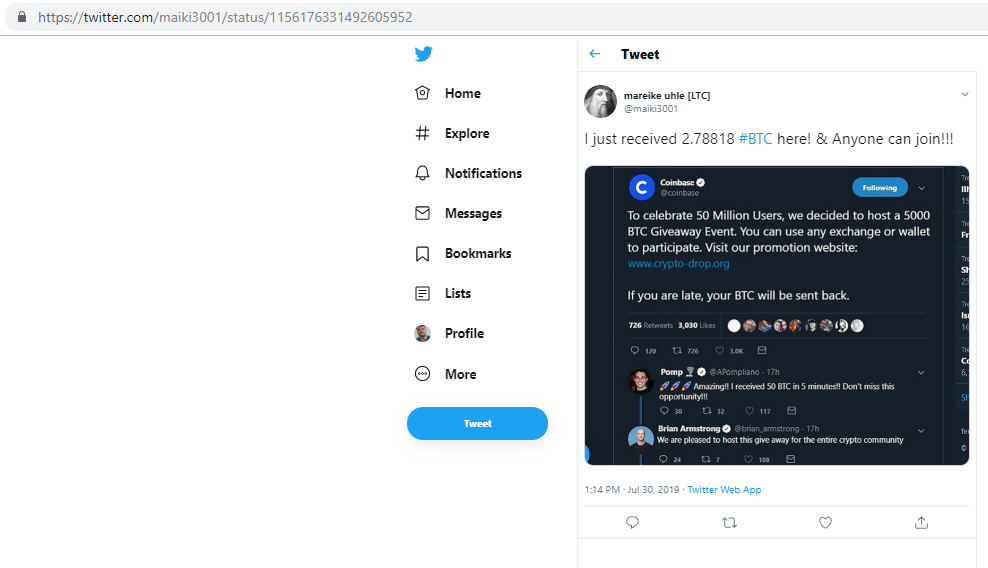 https://twitter.com/maiki3001/status/1156176331492605952
Home
Explore
Notifications
Messages
Bookmarks
Lists
Profile
More
Tweet
Tweet
mareike uhle [LTC]
@maiki3001
I just received 2.78818 #BTC here! & Anyone can join!!!
Coinbase
@coinbase
Following
To celebrate 50 Million Users, we decided to host a 5000
BTC Giveaway Event. You can use any exchange or wallet
to participate. Visit our promotion website:
www.crypto-drop.org
If you are late, your BTC will be sent back.
726 Retweets 3,030 Likes
120 726 3.0K
Pomp @APompliano · 17h
Amazing!! I received 50 BTC in 5 minutes!! Don't miss this
opportunity!!!
30 32 117
Brian Armstrong @brian_armstrong · 17h
We are pleased to host this give away for the entire crypto community
24 7 108
1:14 PM · Jul 30, 2019 · Twitter Web App